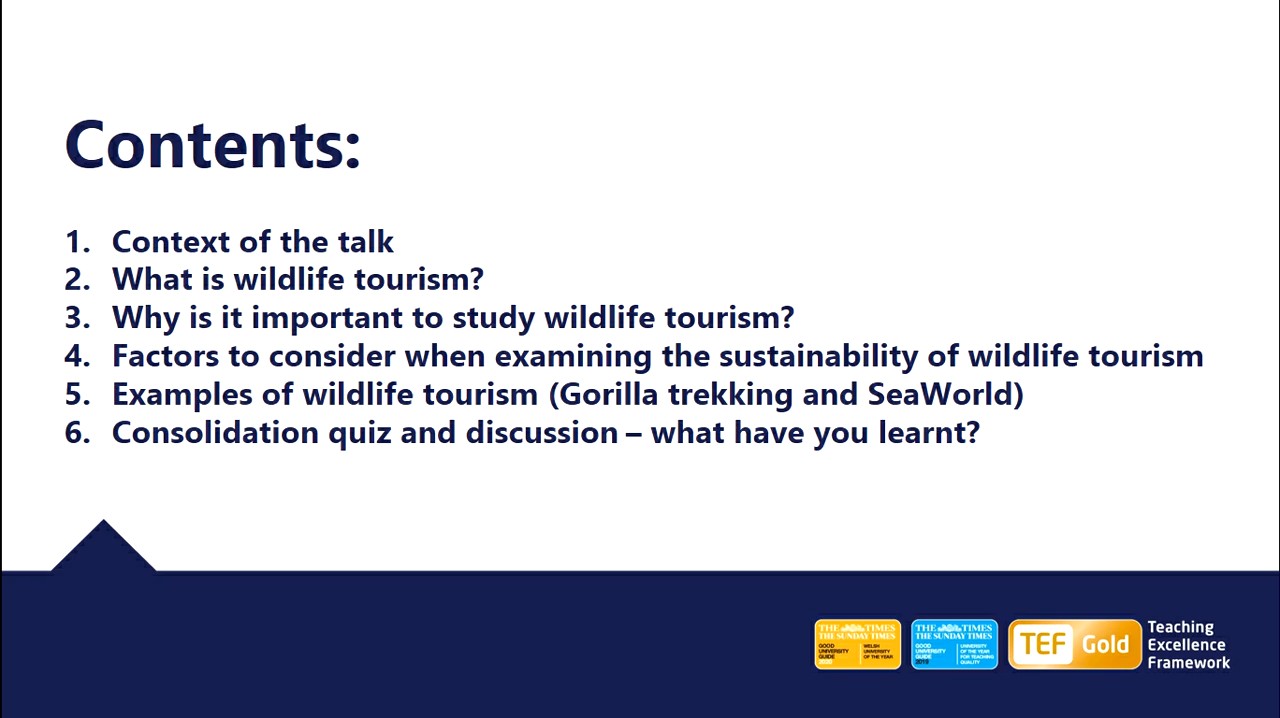 Contents:
1. Context of the talk
2. What is wildlife tourism?
3. Why is it important to study wildlife tourism?
4. Factors to consider when examining the sustainability of wildlife tourism
5. Examples of wildlife tourism (Gorilla trekking and SeaWorld)
6. Consolidation quiz and discussion – what have you learnt?
THE TIMES
THE SUNDAY TIMES
GOOD
UNIVERSITY
GUIDE
2020
WELSH
UNIVERSITY
OF THE YEAR
THE TIMES
THE SUNDAY TIMES
GOOD
UNIVERSITY
GUIDE
2019
UNIVERSITY
OF THE YEAR
FOR TEACHING
QUALITY
TEF Gold
Teaching
Excellence
Framework